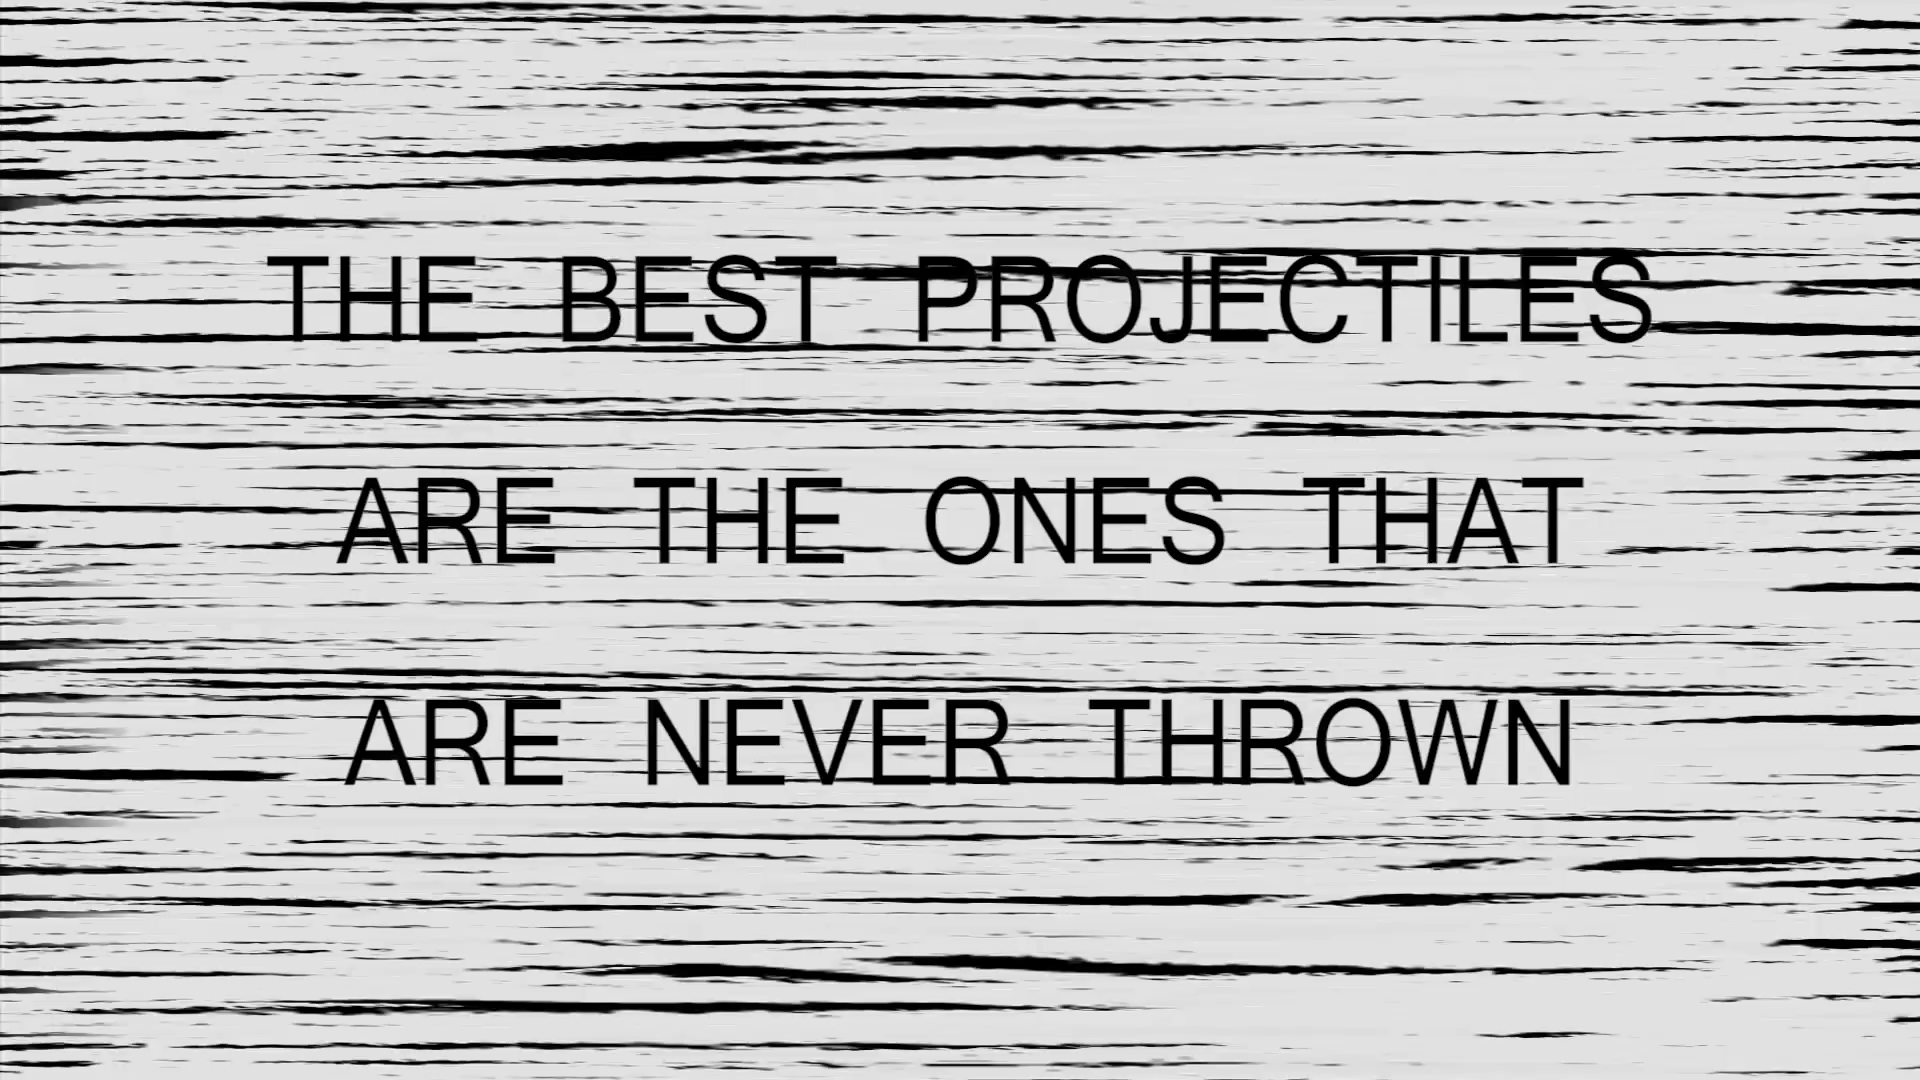 THE BEST PROJECTILES
ARE THE ONES THAT
ARE NEVER THROWN